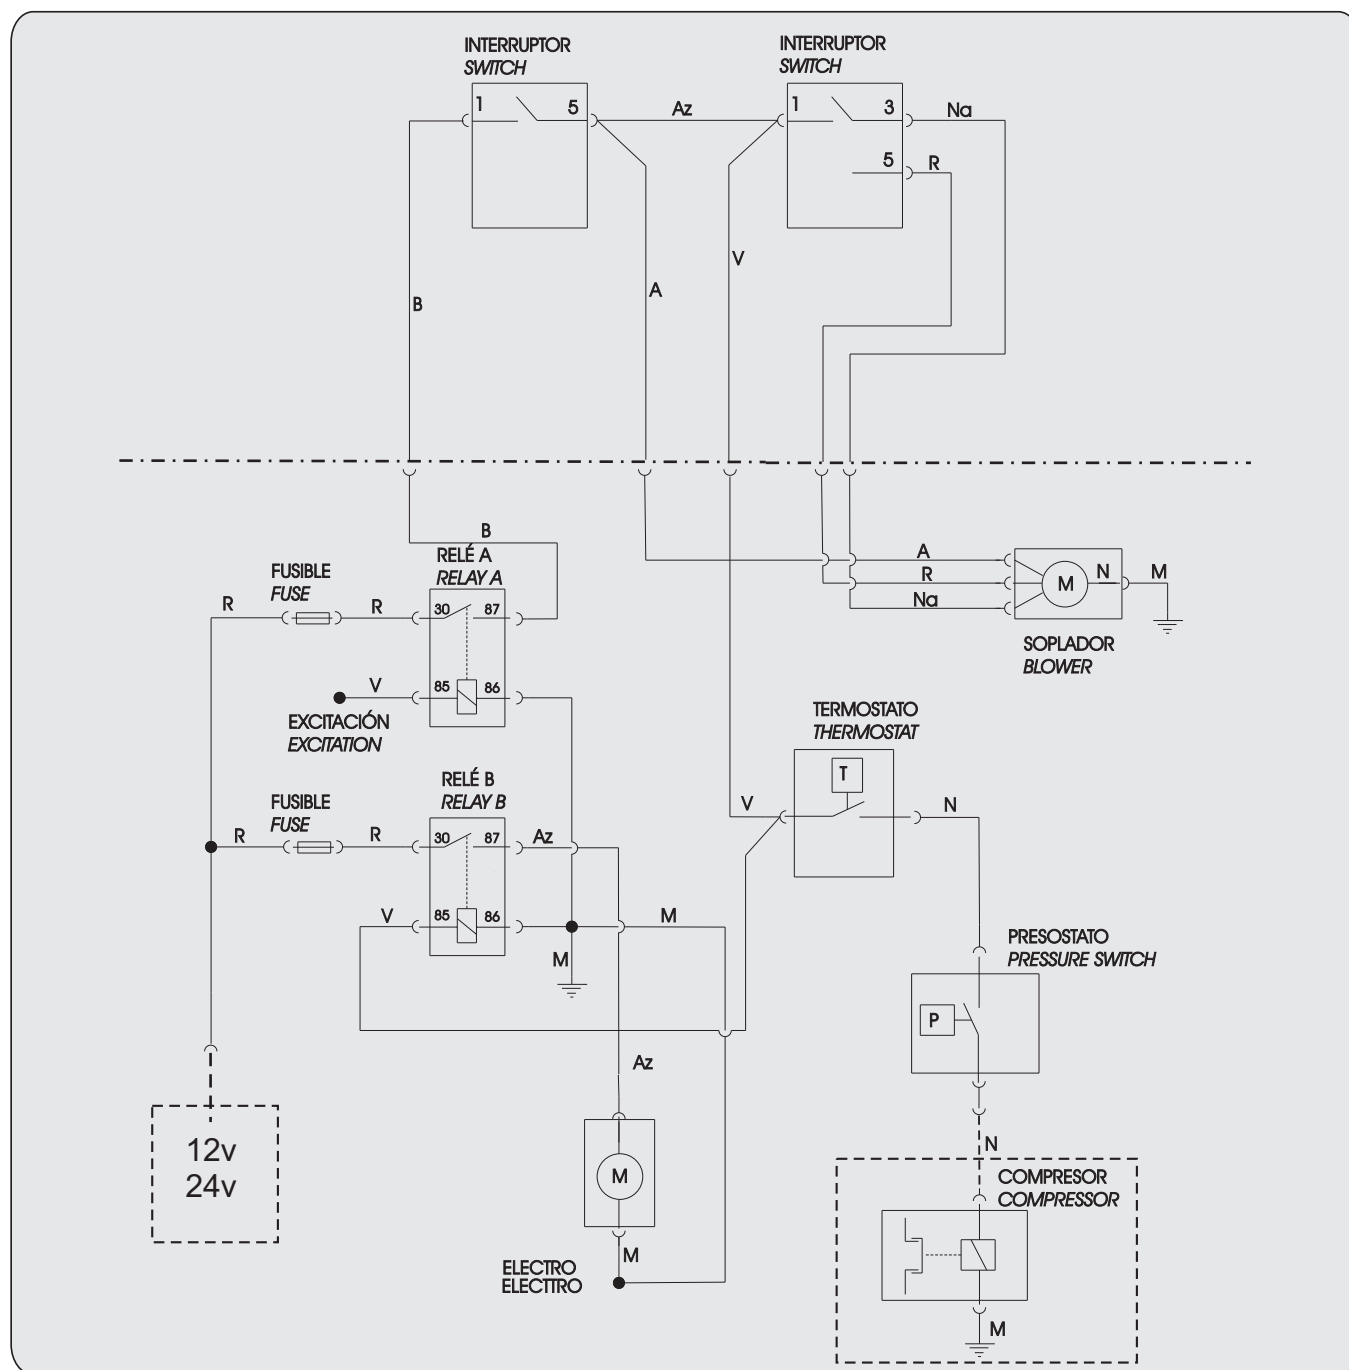 INTERRUPTOR
SWITCH
INTERRUPTOR
SWITCH
1
5
Az
1
3
Na
5
R
V
B
A
B
RELÉ A
RELAY A
FUSIBLE
FUSE
R
R
30
87
A
R
Na
M
N
M
SOPLADOR
BLOWER
V
85
86
EXCITACIÓN
EXCITATION
TERMOSTATO
THERMOSTAT
T
V
N
RELÉ B
RELAY B
FUSIBLE
FUSE
R
R
30
87
Az
V
85
86
M
M
PRESOSTATO
PRESSURE SWITCH
P
Az
12v
24v
M
M
ELECTRO
ELECTTRO
N
COMPRESOR
COMPRESSOR
M